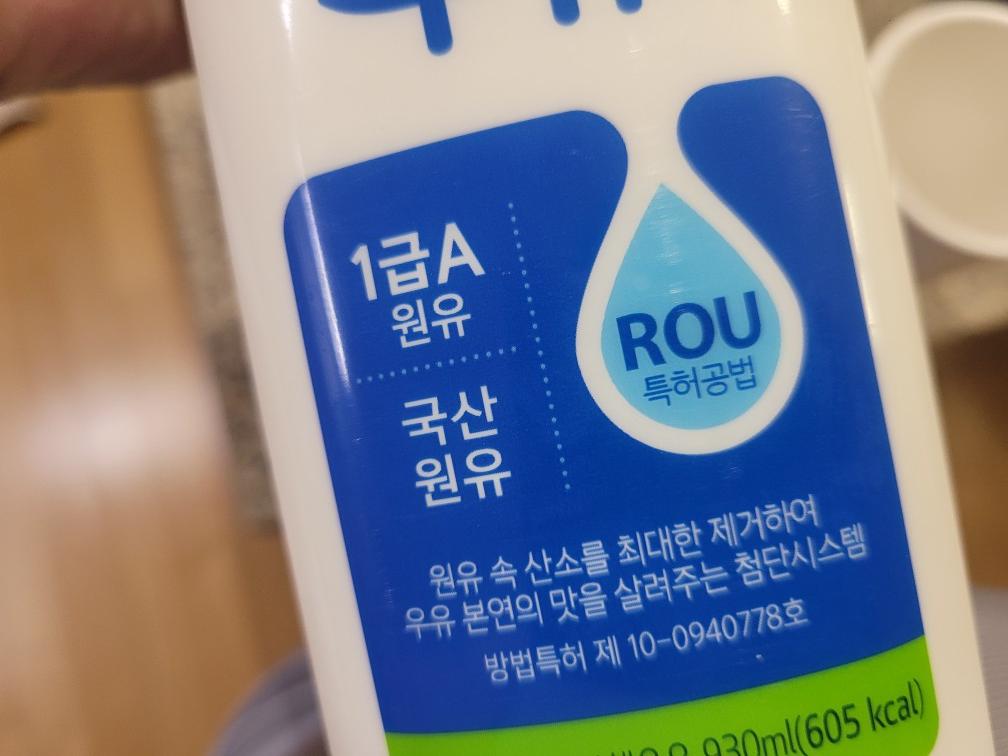 1급A
원유
국산
원유
ROU
특허공법
원유 속 산소를 최대한 제거하여
우유 본연의 맛을 살려주는 첨단시스템
방법특허 제 10-0940778호
930ml(605 kcal)